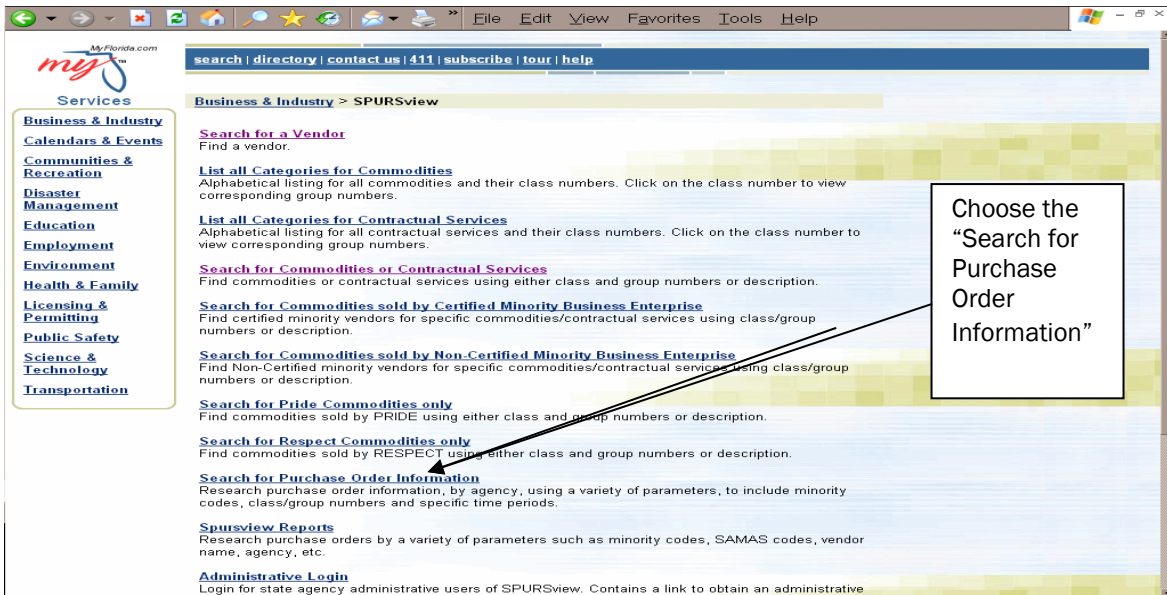 " File Edit View Favorites Tools Help
MyFlorida.com
my TM
search | directory | contact us | 411 | subscribe | tour | help
Services
Business & Industry
Calendars & Events
Communities &
Recreation
Disaster
Management
Education
Employment
Environment
Health & Family
Licensing &
Permitting
Public Safety
Science &
Technology
Transportation
Business & Industry > SPURSview
Search for a Vendor
Find a vendor.
List all Categories for Commodities
Alphabetical listing for all commodities and their class numbers. Click on the class number to view
corresponding group numbers.
List all Categories for Contractual Services
Alphabetical listing for all contractual services and their class numbers. Click on the class number to
view corresponding group numbers.
Search for Commodities or Contractual Services
Find commodities or contractual services using either class and group numbers or description.
Search for Commodities sold by Certified Minority Business Enterprise
Find certified minority vendors for specific commodities/contractual services using class/group
numbers or description.
Search for Commodities sold by Non-Certified Minority Business Enterprise
Find Non-Certified minority vendors for specific commodities/contractual services using class/group
numbers or description.
Search for Pride Commodities only
Find commodities sold by PRIDE using either class and group numbers or description.
Search for Respect Commodities only
Find commodities sold by RESPECT using either class and group numbers or description.
Search for Purchase Order Information
Research purchase order information, by agency, using a variety of parameters, to include minority
codes, class/group numbers and specific time periods.
Spursview Reports
Research purchase orders by a variety of parameters such as minority codes, SAMAS codes, vendor
name, agency, etc.
Administrative Login
Login for state agency administrative users of SPURSview. Contains a link to obtain an administrative
Choose the
“Search for
Purchase
Order
Information”